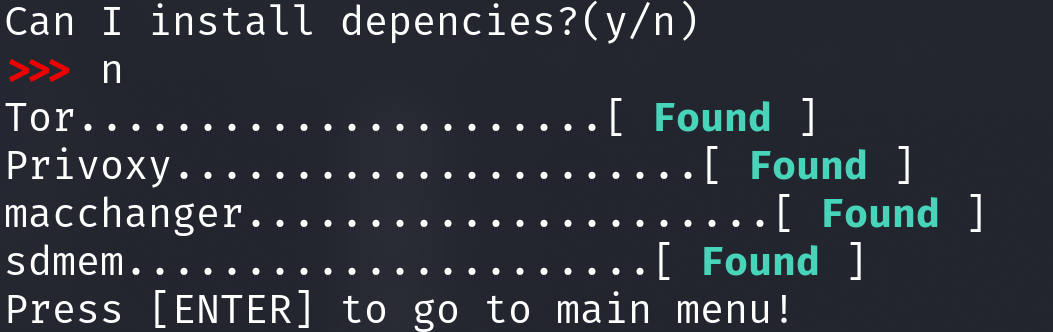 Can I install depencies?(y/n)
>>> n
Tor......................[ Found ]
Privoxy......................[ Found ]
macchanger......................[ Found ]
sdmem......................[ Found ]
Press [ENTER] to go to main menu!